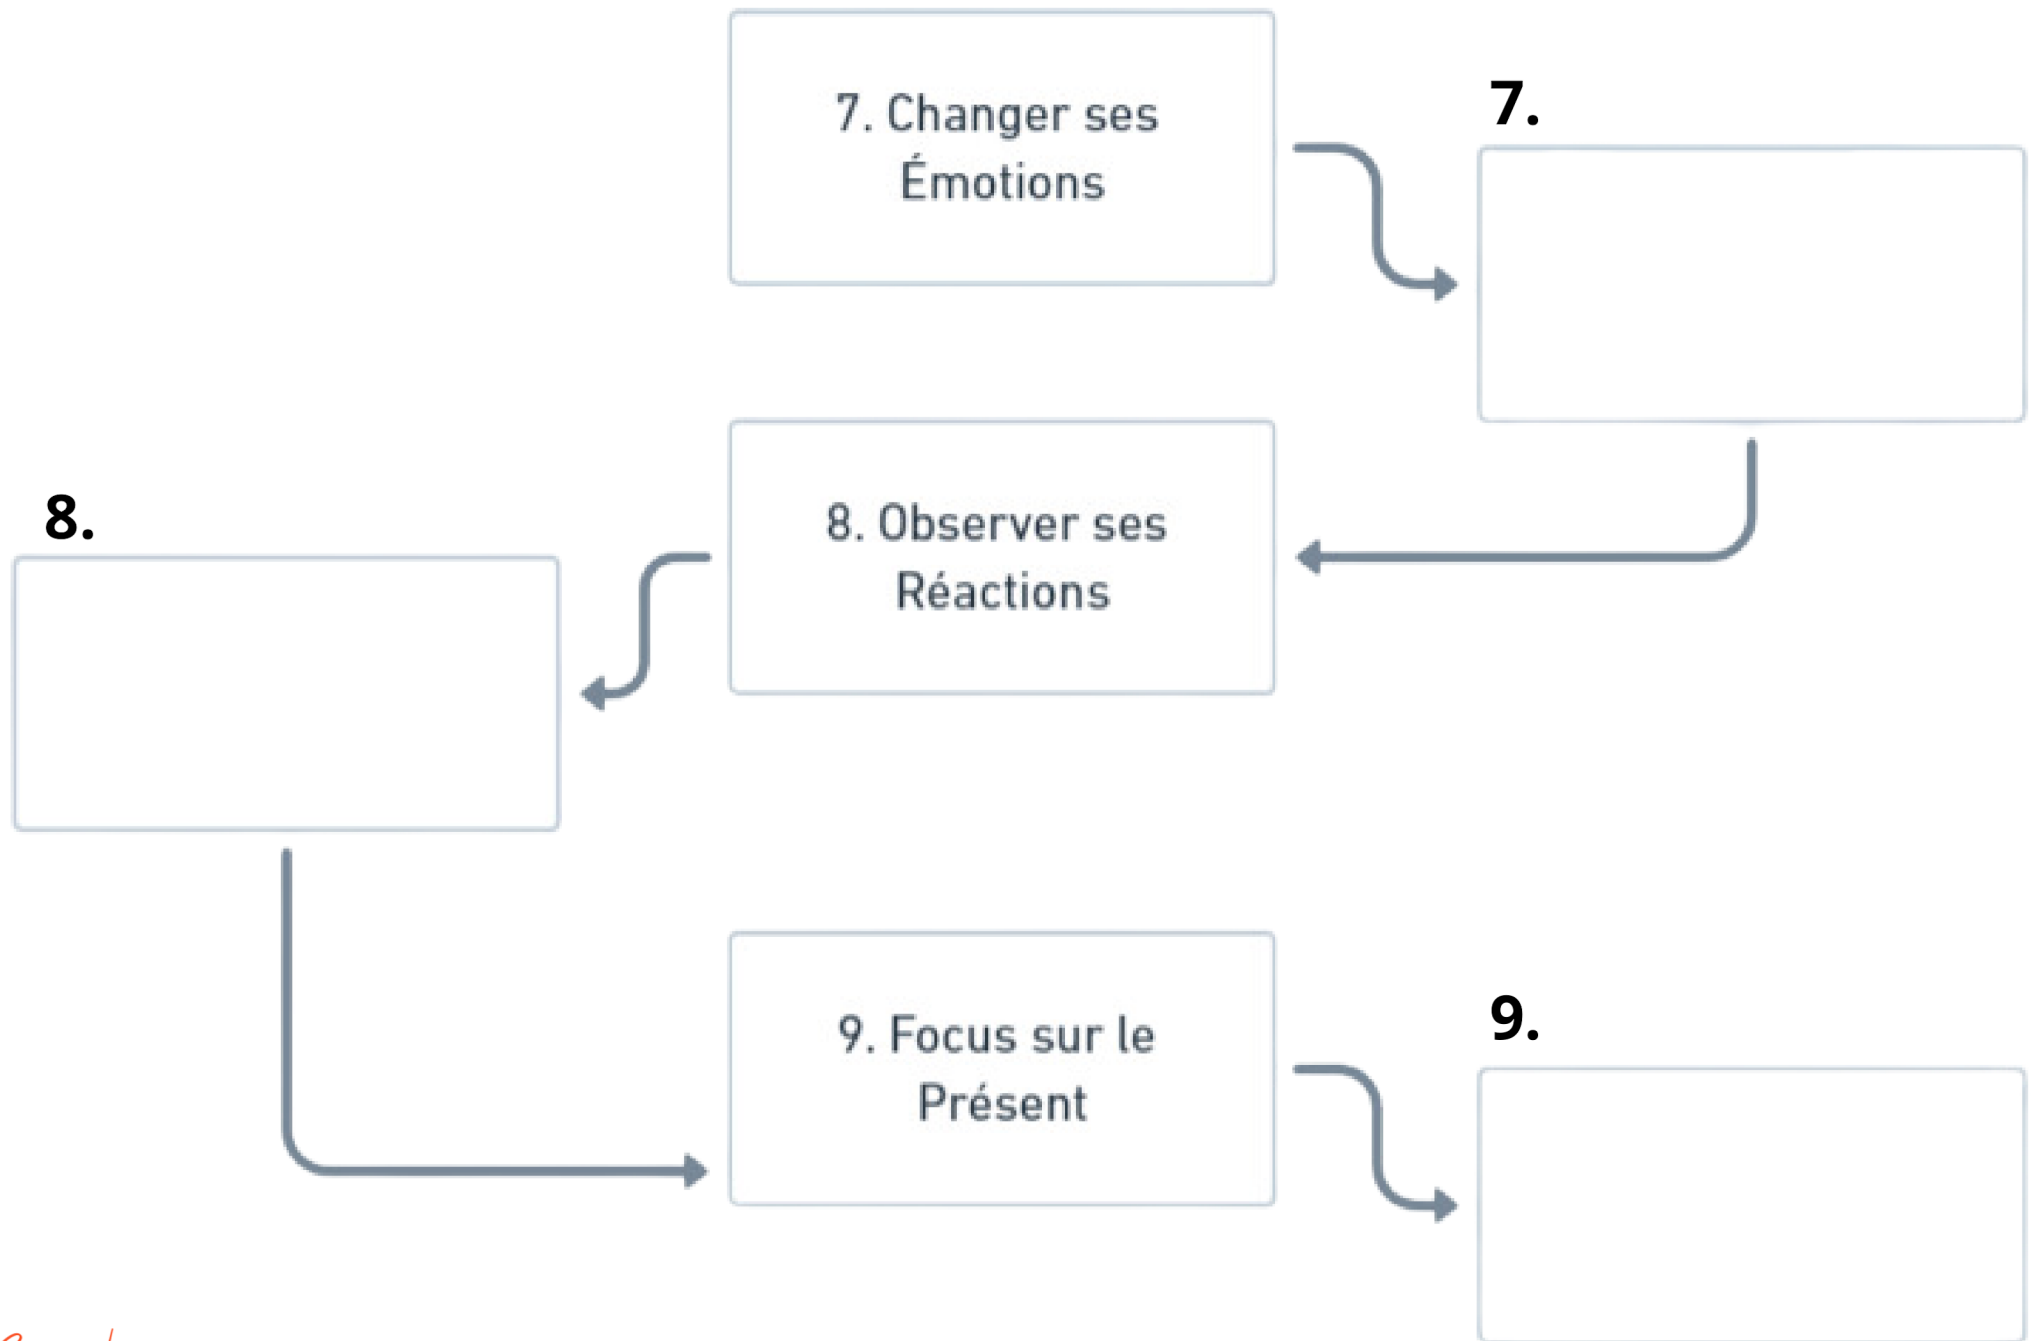 7. Changer ses
Émotions
7.
8. Observer ses
Réactions
8.
9. Focus sur le
Présent
9.